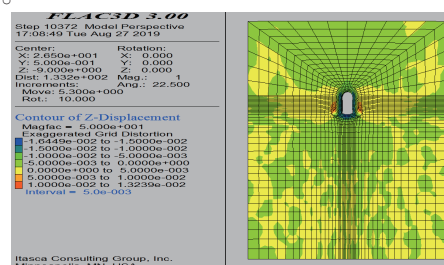 FLAC3D 3.00
Step 10372 Model Perspective
17:08:49 Tue Aug 27 2019
Center: Rotation:
X: 2.650e+001 X: 0.000
Y: 5.000e-001 Y: 0.000
Z: -9.000e+000 Z: 0.000
Dist: 1.332e+002 Mag.: 1
Increments: Ang.: 22.500
Move: 5.300e+000
Rot.: 10.000
Contour of Z-Displacement
Magfac = 5.000e+001
Exaggerated Grid Distortion
-1.6449e-002 to -1.5000e-002
-1.5000e-002 to -1.0000e-002
-1.0000e-002 to -5.0000e-003
-5.0000e-003 to 0.0000e+000
0.0000e+000 to 5.0000e-003
5.0000e-003 to 1.0000e-002
1.0000e-002 to 1.3239e-002
Interval = 5.0e-003
Itasca Consulting Group, Inc.
Minneapolis, MN USA